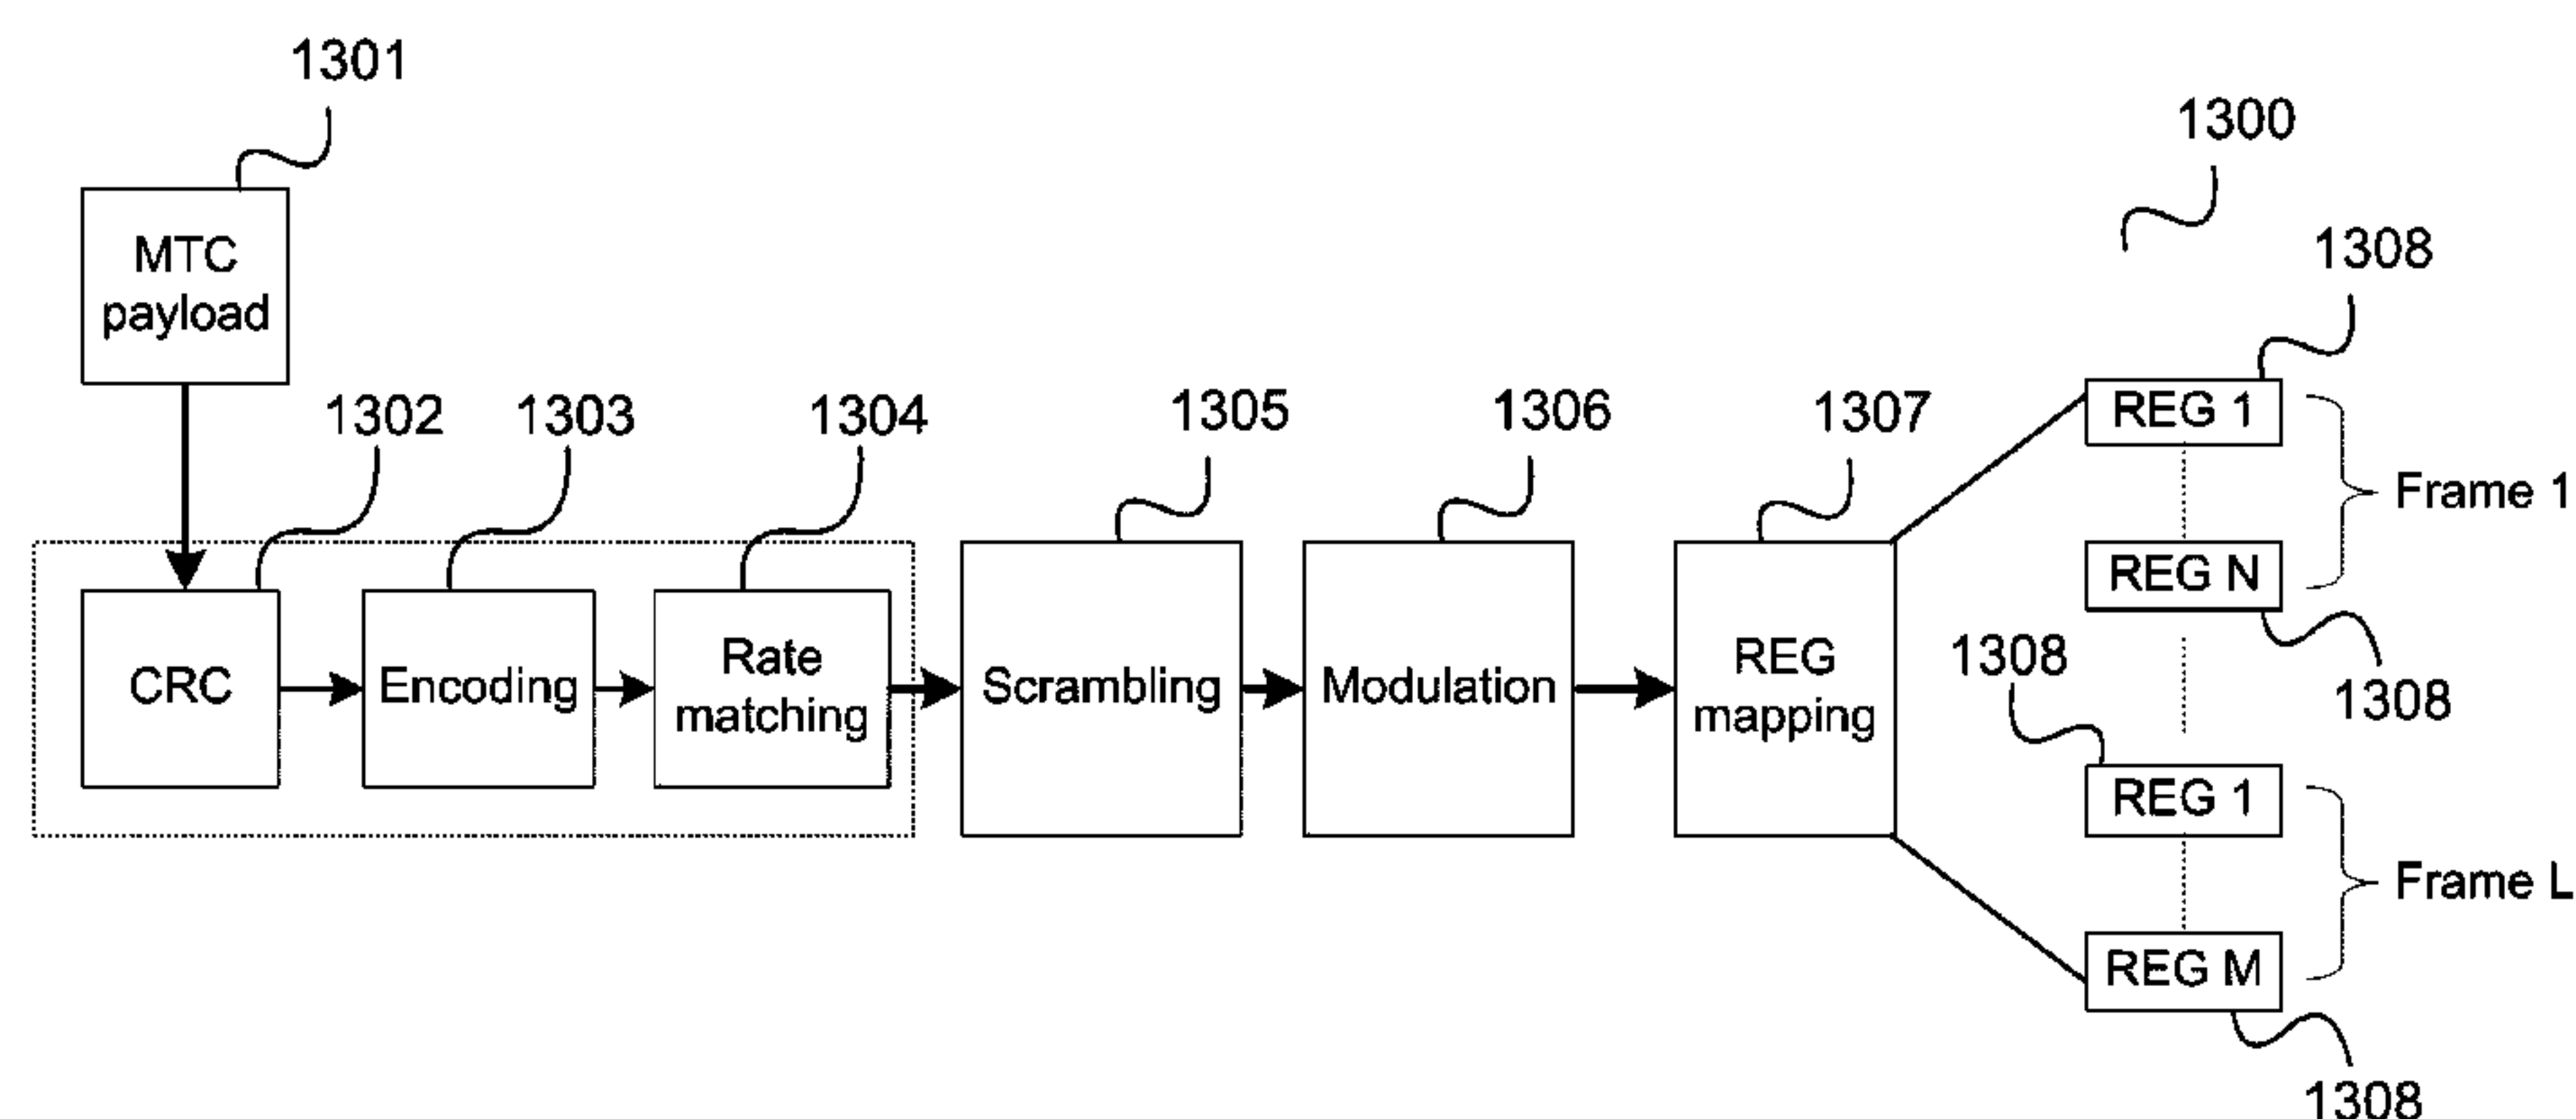 1301
1300
1308
MTC
payload
1302
1303
1304
1305
1306
1307
REG 1
Frame 1
REG N
1308
1308
CRC
Encoding
Rate
matching
Scrambling
Modulation
REG
mapping
REG 1
Frame L
REG M
1308